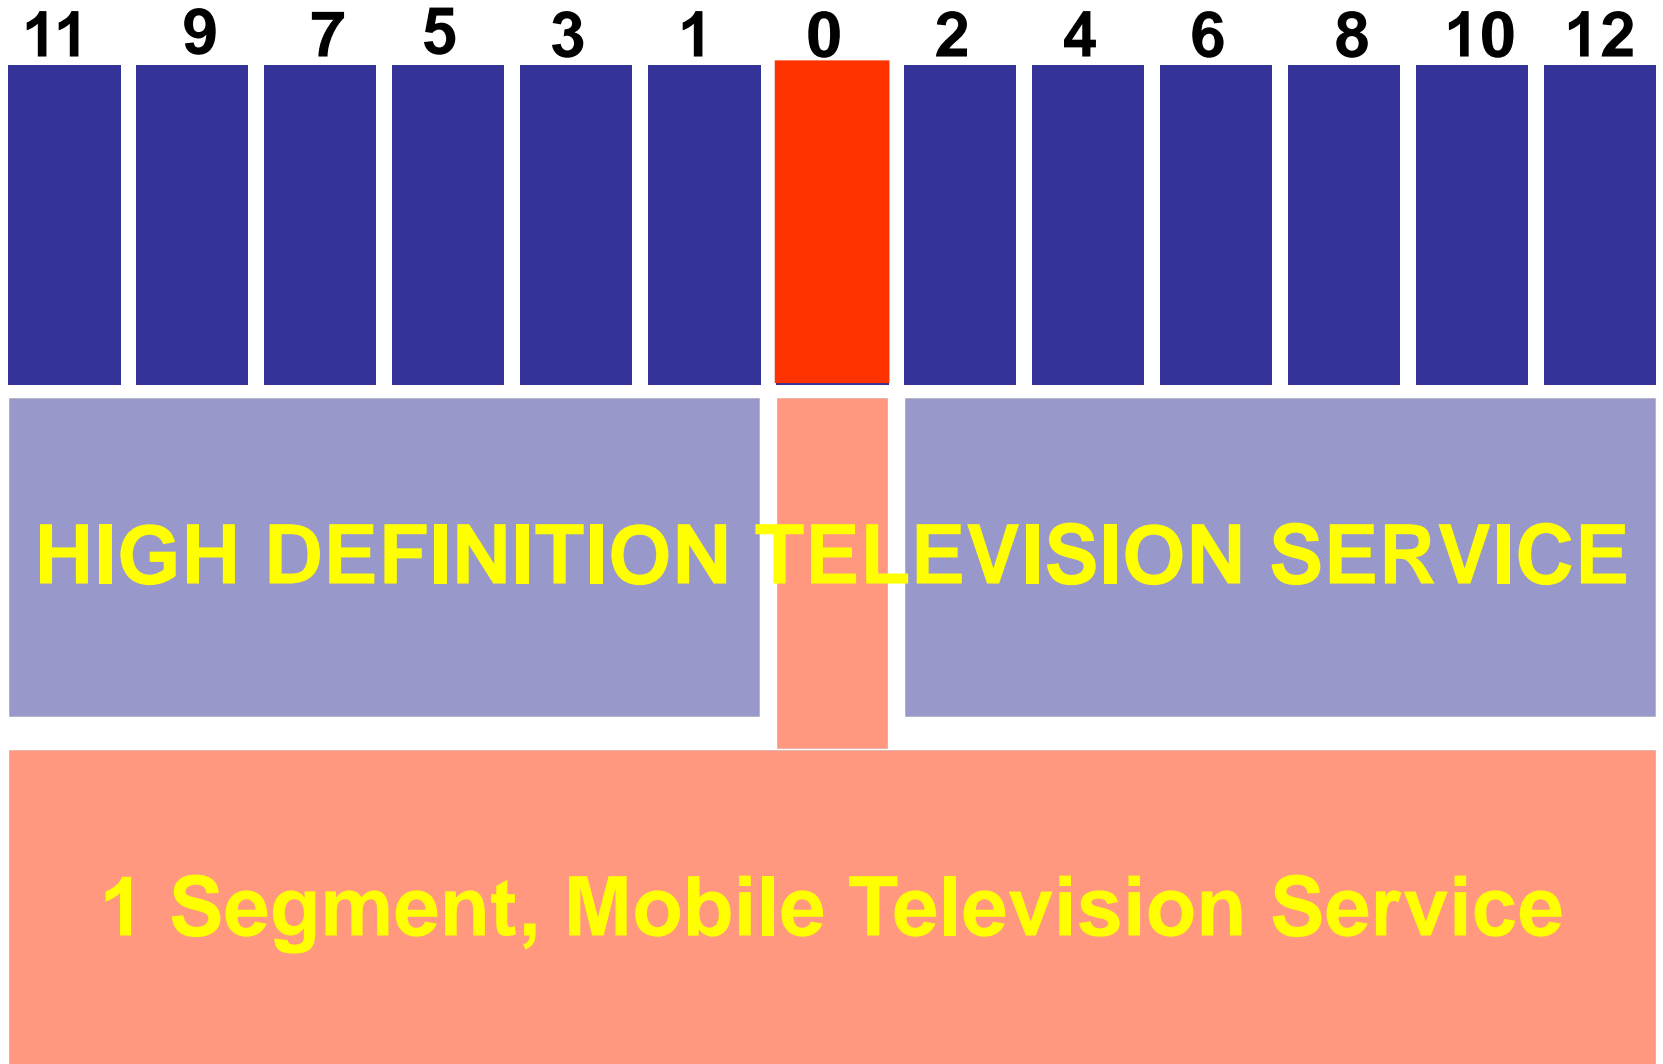 11 9 7 5 3 1 0 2 4 6 8 10 12
HIGH DEFINITION TELEVISION SERVICE
1 Segment, Mobile Television Service